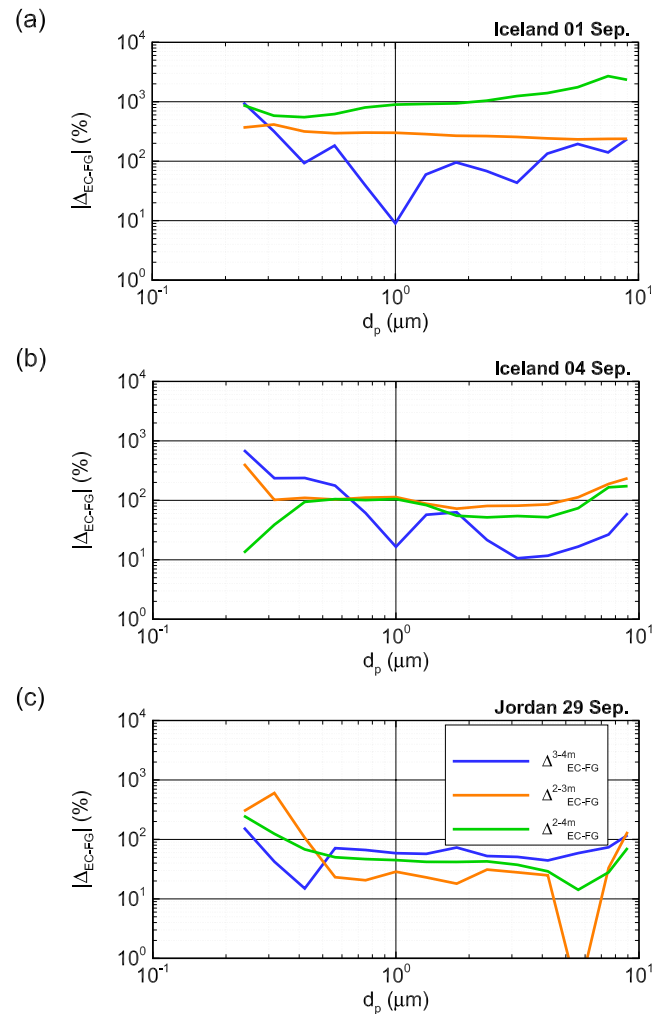 (a)
Iceland 01 Sep.
10^4
10^3
10^2
10^1
10^0
|Δ_EC-FG| (%)
10^-1 10^0 10^1
d_p (μm)
(b)
Iceland 04 Sep.
10^4
10^3
10^2
10^1
10^0
|Δ_EC-FG| (%)
10^-1 10^0 10^1
d_p (μm)
(c)
Jordan 29 Sep.
10^4
10^3
10^2
10^1
10^0
|Δ_EC-FG| (%)
Δ^3-4m_EC-FG
Δ^2-3m_EC-FG
Δ^2-4m_EC-FG
10^-1 10^0 10^1
d_p (μm)